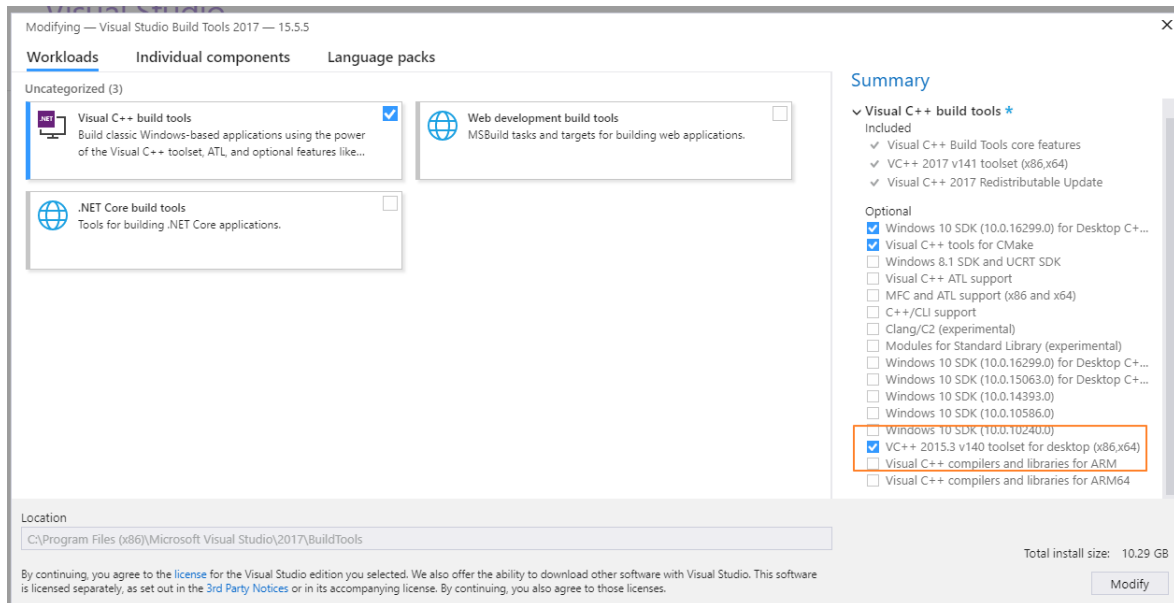 Visual Studio
Modifying — Visual Studio Build Tools 2017 — 15.5.5
Workloads
Individual components
Language packs
Uncategorized (3)
.NET
Visual C++ build tools
Build classic Windows-based applications using the power
of the Visual C++ toolset, ATL, and optional features like...
Web development build tools
MSBuild tasks and targets for building web applications.
.NET Core build tools
Tools for building .NET Core applications.
Summary
Visual C++ build tools *
Included
Visual C++ Build Tools core features
VC++ 2017 v141 toolset (x86,x64)
Visual C++ 2017 Redistributable Update
Optional
Windows 10 SDK (10.0.16299.0) for Desktop C+...
Visual C++ tools for CMake
Windows 8.1 SDK and UCRT SDK
Visual C++ ATL support
MFC and ATL support (x86 and x64)
C++/CLI support
Clang/C2 (experimental)
Modules for Standard Library (experimental)
Windows 10 SDK (10.0.16299.0) for Desktop C+...
Windows 10 SDK (10.0.15063.0) for Desktop C+...
Windows 10 SDK (10.0.14393.0)
Windows 10 SDK (10.0.10586.0)
Windows 10 SDK (10.0.10240.0)
VC++ 2015.3 v140 toolset for desktop (x86,x64)
Visual C++ compilers and libraries for ARM
Visual C++ compilers and libraries for ARM64
Location
C:\Program Files (x86)\Microsoft Visual Studio\2017\BuildTools
By continuing, you agree to the license for the Visual Studio edition you selected. We also offer the ability to download other software with Visual Studio. This software
is licensed separately, as set out in the 3rd Party Notices or in its accompanying license. By continuing, you also agree to those licenses.
Total install size: 10.29 GB
Modify